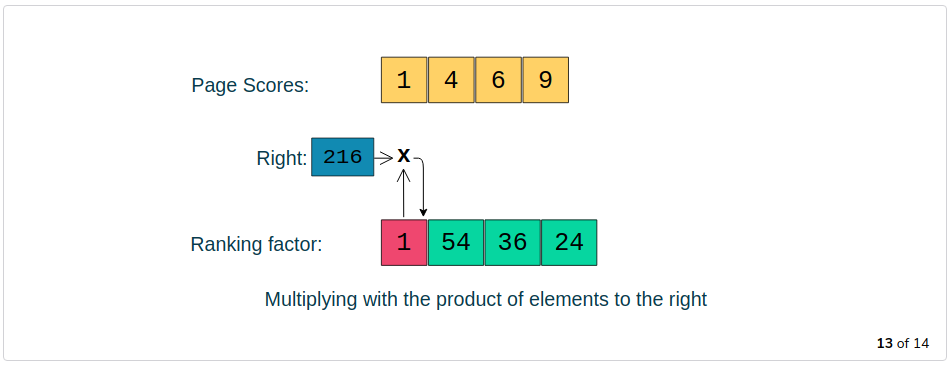 Page Scores: 1 4 6 9
Right: 216 x
Ranking factor: 1 54 36 24
Multiplying with the product of elements to the right
13 of 14